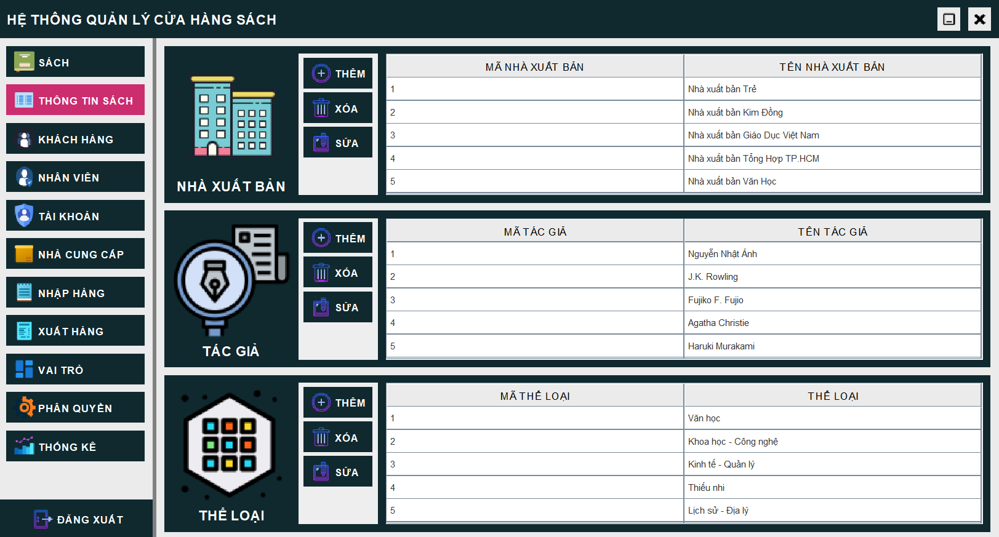 HỆ THỐNG QUẢN LÝ CỬA HÀNG SÁCH
SÁCH
THÔNG TIN SÁCH
KHÁCH HÀNG
NHÂN VIÊN
TÀI KHOẢN
NHÀ CUNG CẤP
NHẬP HÀNG
XUẤT HÀNG
VAI TRÒ
PHÂN QUYỀN
THỐNG KÊ
ĐĂNG XUẤT
NHÀ XUẤT BẢN
THÊM
XÓA
SỬA
MÃ NHÀ XUẤT BẢN TÊN NHÀ XUẤT BẢN
1 Nhà xuất bản Trẻ
2 Nhà xuất bản Kim Đồng
3 Nhà xuất bản Giáo Dục Việt Nam
4 Nhà xuất bản Tổng Hợp TP.HCM
5 Nhà xuất bản Văn Học
TÁC GIẢ
THÊM
XÓA
SỬA
MÃ TÁC GIẢ TÊN TÁC GIẢ
1 Nguyễn Nhật Ánh
2 J.K. Rowling
3 Fujiko F. Fujio
4 Agatha Christie
5 Haruki Murakami
THỂ LOẠI
THÊM
XÓA
SỬA
MÃ THỂ LOẠI THỂ LOẠI
1 Văn học
2 Khoa học - Công nghệ
3 Kinh tế - Quản lý
4 Thiếu nhi
5 Lịch sử - Địa lý